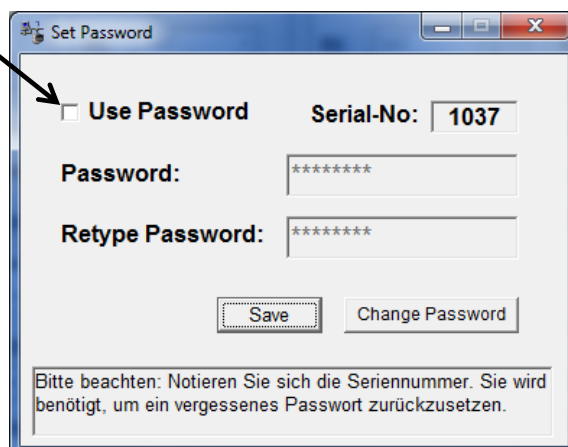 Set Password
Use Password Serial-No: 1037
Password: ********
Retype Password: ********
Save Change Password
Bitte beachten: Notieren Sie sich die Seriennummer. Sie wird
benötigt, um ein vergessenes Passwort zurückzusetzen.